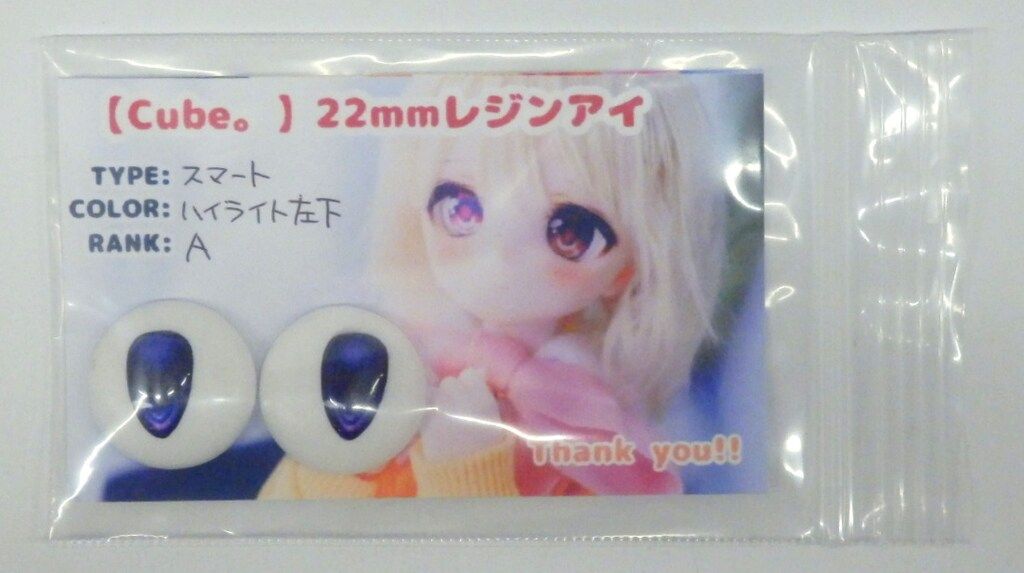 【Cube。】22mmレジンアイ
TYPE: スマート
COLOR: ハイライト左下
RANK: A
Thank you!!